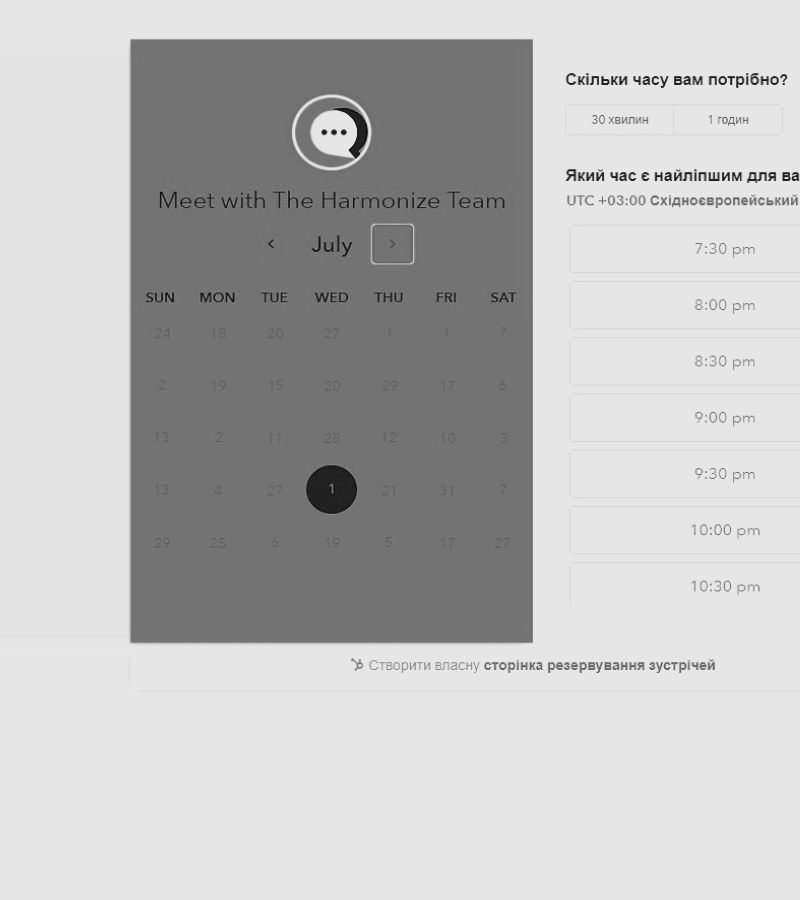 Meet with The Harmonize Team
July
SUN MON TUE WED THU FRI SAT
24 18 20 27 1 1 7
2 19 15 20 29 17 6
13 2 11 28 12 10 3
13 4 27 1 21 31 7
29 25 6 19 5 17 27
Скільки часу вам потрібно?
30 хвилин 1 годин
Який час є найліпшим для ва
UTC +03:00 Східноєвропейський
7:30 pm
8:00 pm
8:30 pm
9:00 pm
9:30 pm
10:00 pm
10:30 pm
Створити власну сторінка резервування зустрічей